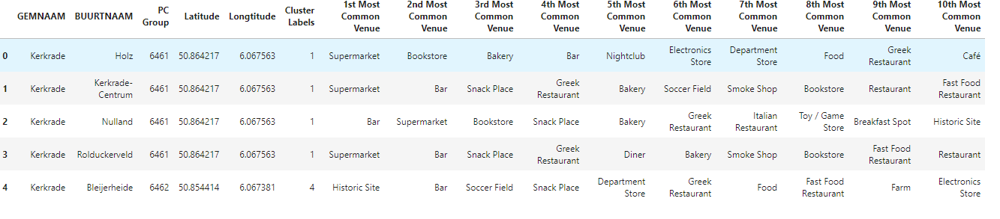 GEMNAAM BUURTNAAM PC Group Latitude Longtitude Cluster Labels 1st Most Common Venue 2nd Most Common Venue 3rd Most Common Venue 4th Most Common Venue 5th Most Common Venue 6th Most Common Venue 7th Most Common Venue 8th Most Common Venue 9th Most Common Venue 10th Most Common Venue
0 Kerkrade Holz 6461 50.864217 6.067563 1 Supermarket Bookstore Bakery Bar Nightclub Electronics Store Department Store Food Greek Restaurant Café
1 Kerkrade Kerkrade-Centrum 6461 50.864217 6.067563 1 Supermarket Bar Snack Place Greek Restaurant Bakery Soccer Field Smoke Shop Bookstore Restaurant Fast Food Restaurant
2 Kerkrade Nulland 6461 50.864217 6.067563 1 Bar Supermarket Bookstore Snack Place Bakery Greek Restaurant Italian Restaurant Toy / Game Store Breakfast Spot Historic Site
3 Kerkrade Rolduckerveld 6461 50.864217 6.067563 1 Supermarket Bar Snack Place Greek Restaurant Diner Bakery Smoke Shop Bookstore Fast Food Restaurant Restaurant
4 Kerkrade Bleijerheide 6462 50.854414 6.067381 4 Historic Site Bar Soccer Field Snack Place Department Store Greek Restaurant Food Fast Food Restaurant Farm Electronics Store